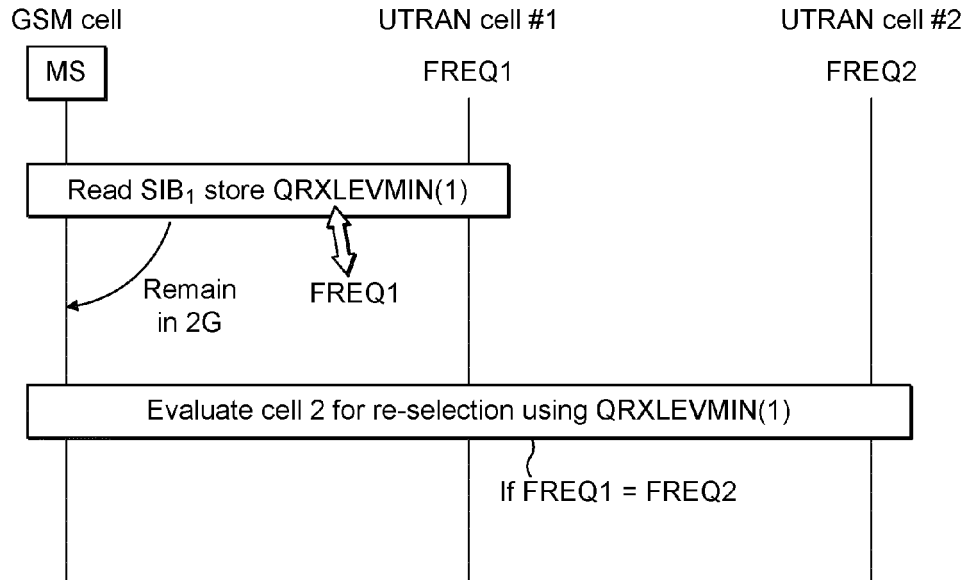 GSM cell
UTRAN cell #1
UTRAN cell #2
MS
FREQ1
FREQ2
Read SIB₁ store QRXLEVMIN(1)
Remain
in 2G
FREQ1
Evaluate cell 2 for re-selection using QRXLEVMIN(1)
If FREQ1 = FREQ2